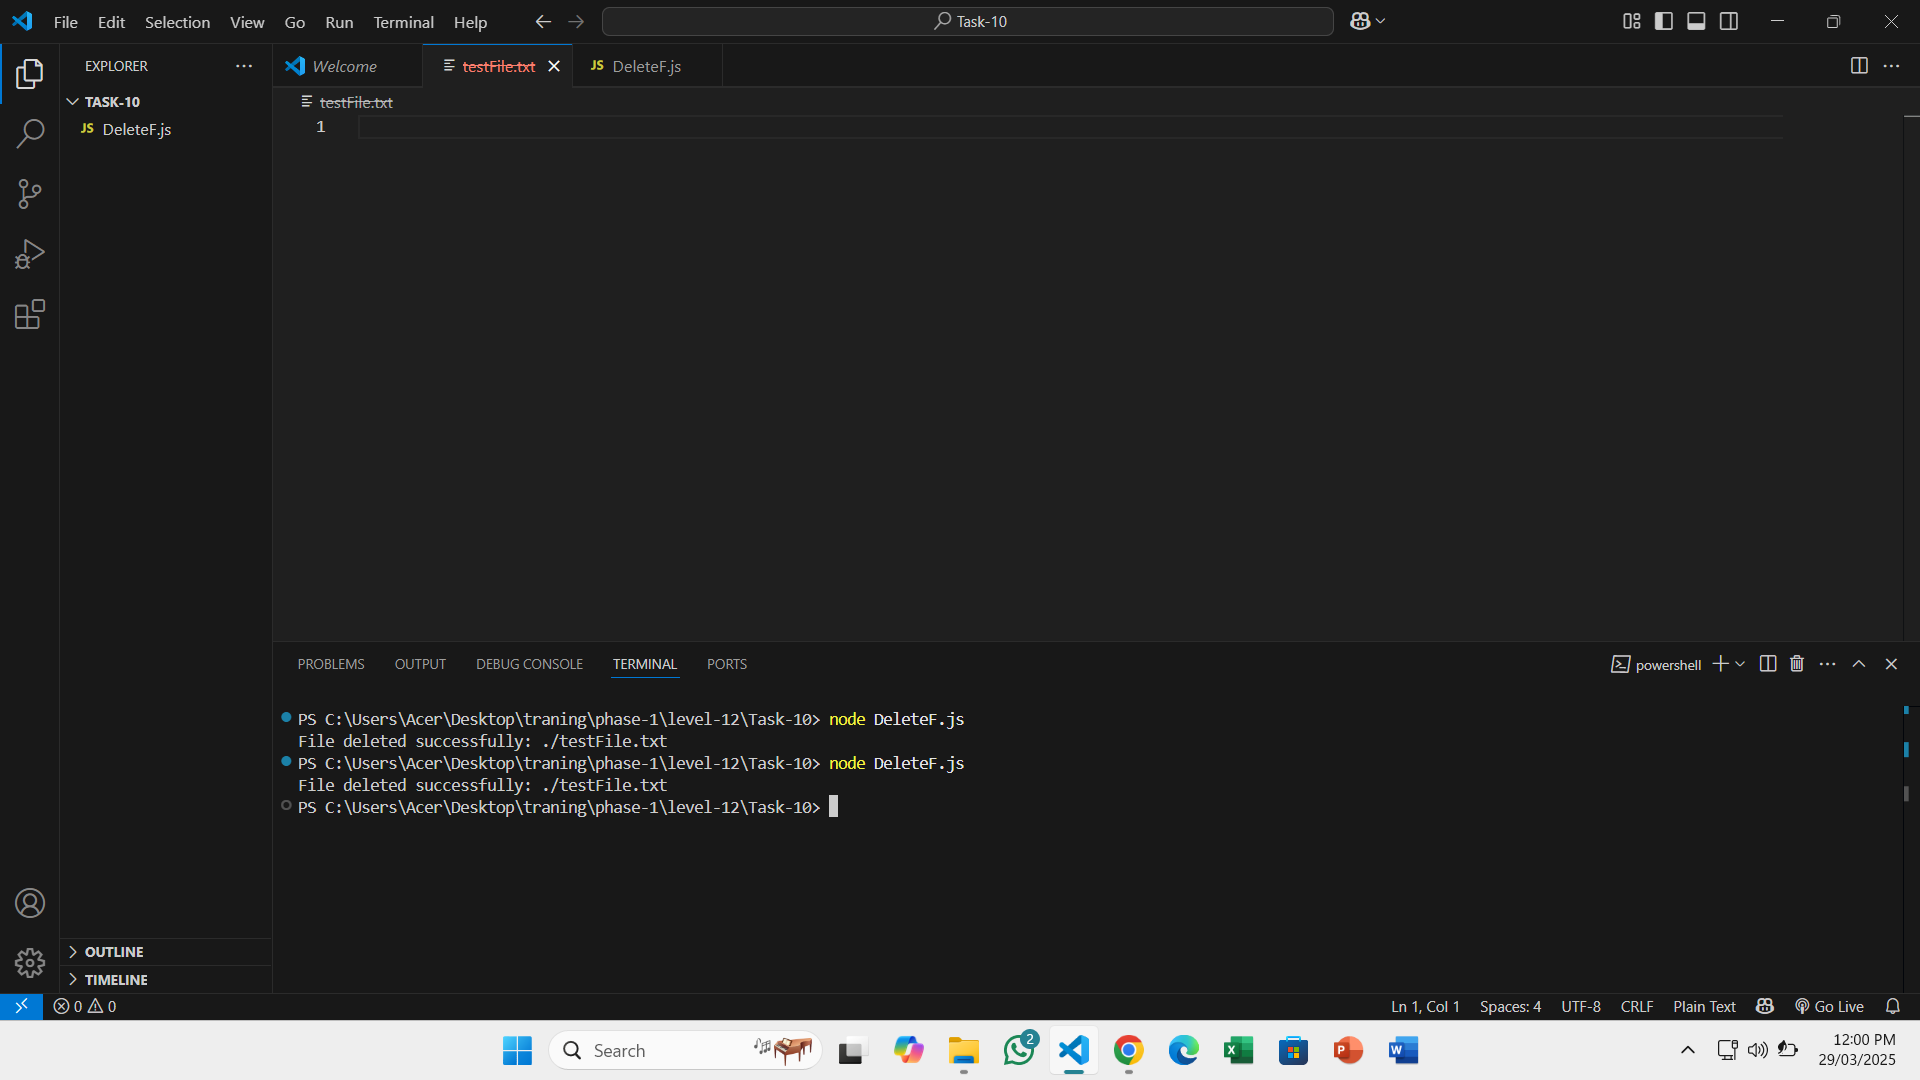 File Edit Selection View Go Run Terminal Help
Task-10
EXPLORER
TASK-10
JS DeleteF.js
OUTLINE
TIMELINE
Welcome
testFile.txt
JS DeleteF.js
testFile.txt
1
PROBLEMS OUTPUT DEBUG CONSOLE TERMINAL PORTS
powershell
PS C:\Users\Acer\Desktop\traning\phase-1\level-12\Task-10> node DeleteF.js
File deleted successfully: ./testFile.txt
PS C:\Users\Acer\Desktop\traning\phase-1\level-12\Task-10> node DeleteF.js
File deleted successfully: ./testFile.txt
PS C:\Users\Acer\Desktop\traning\phase-1\level-12\Task-10>
0 0
Ln 1, Col 1 Spaces: 4 UTF-8 CRLF Plain Text Go Live
Search
2
12:00 PM
29/03/2025